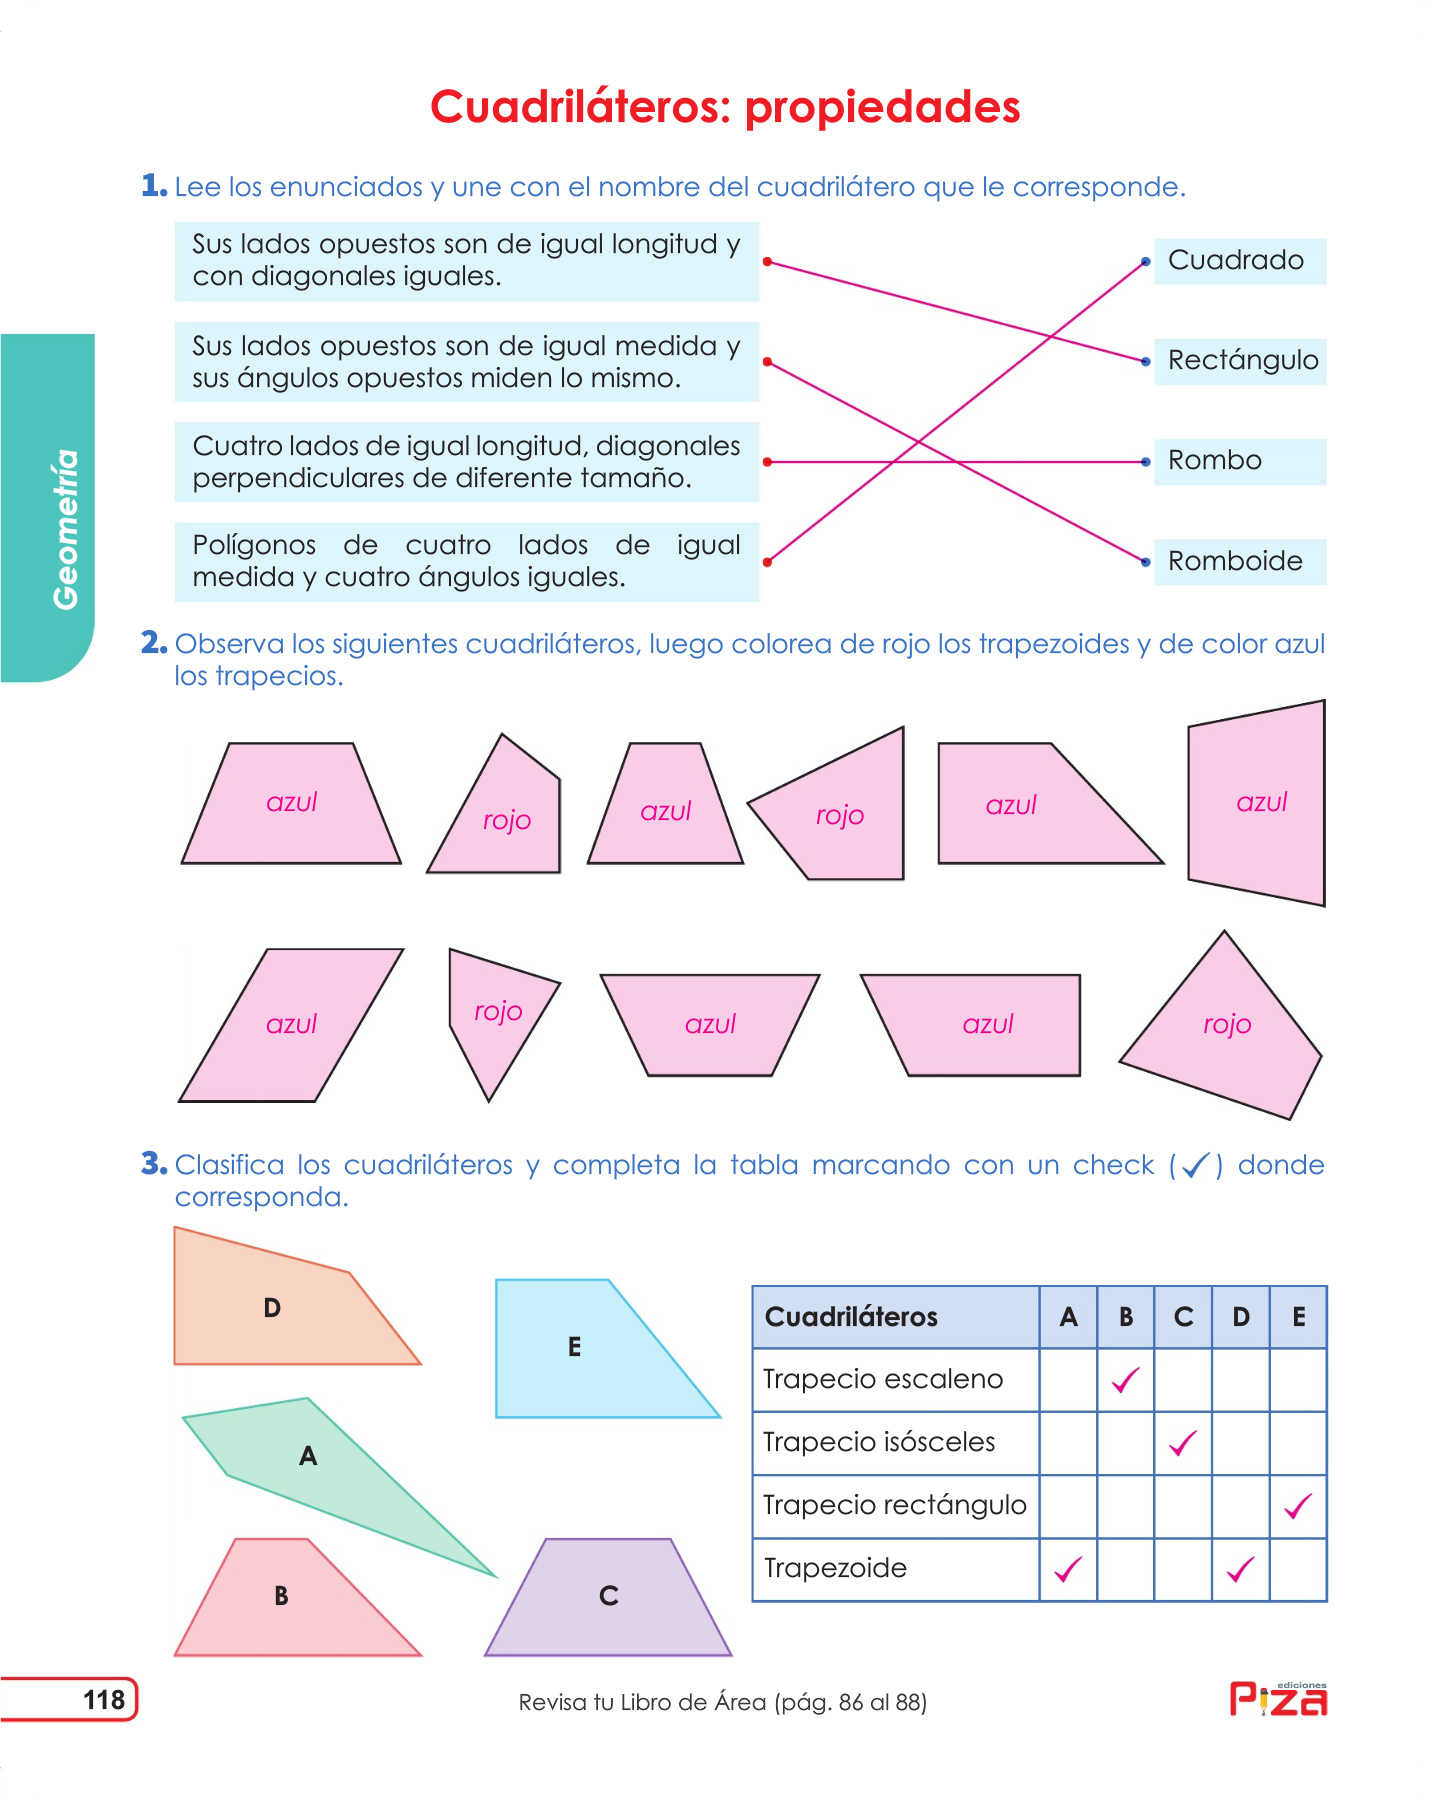 Cuadriláteros: propiedades
1. Lee los enunciados y une con el nombre del cuadrilátero que le corresponde.
Sus lados opuestos son de igual longitud y
con diagonales iguales.
Cuadrado
Sus lados opuestos son de igual medida y
sus ángulos opuestos miden lo mismo.
Rectángulo
Cuatro lados de igual longitud, diagonales
perpendiculares de diferente tamaño.
Rombo
Polígonos de cuatro lados de igual
medida y cuatro ángulos iguales.
Romboide
Geometría
2. Observa los siguientes cuadriláteros, luego colorea de rojo los trapezoides y de color azul
los trapecios.
azul rojo azul rojo azul azul
azul rojo azul azul rojo
3. Clasifica los cuadriláteros y completa la tabla marcando con un check (✓) donde
corresponda.
D
E
A
B
C
Cuadriláteros A B C D E
Trapecio escaleno ✓
Trapecio isósceles ✓
Trapecio rectángulo ✓
Trapezoide ✓ ✓
118
Revisa tu Libro de Área (pág. 86 al 88)
ediciones
Piza